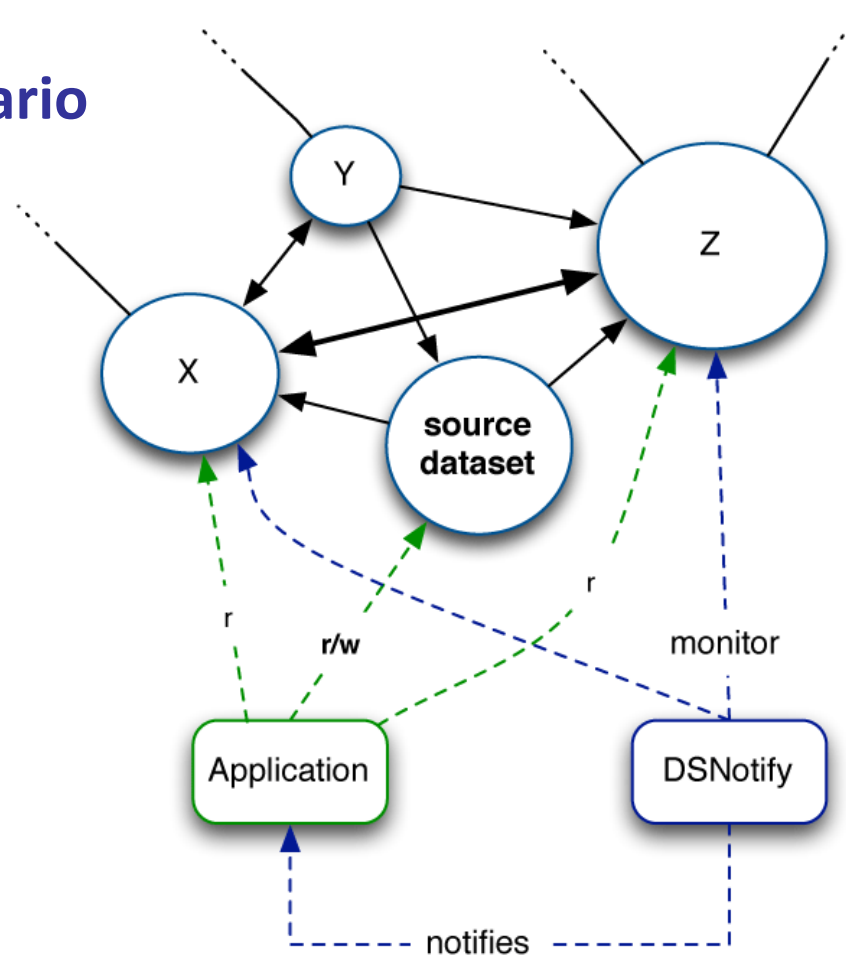 ario
Y
Z
X
source
dataset
r
r
r/w
monitor
Application
DSNotify
notifies